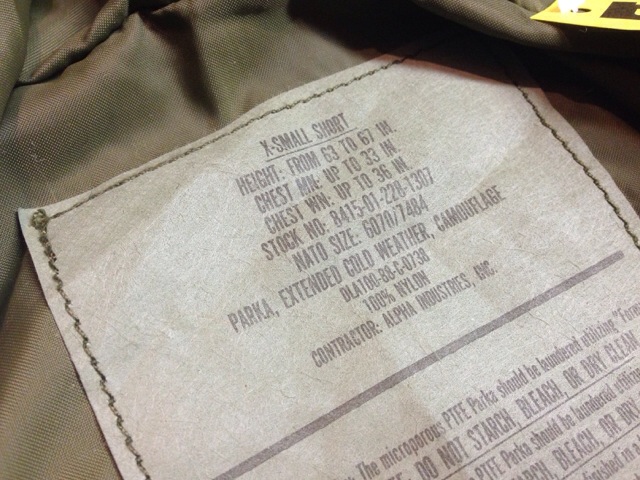 X-SMALL SHORT
HEIGHT: FROM 63 TO 67 IN.
CHEST MN: UP TO 33 IN
CHEST WN: UP TO 36 IN.
STOCK NO: 8415-01-228-1307
NATO SIZE: 6070/7484
PARKA, EXTENDED COLD WEATHER, CAMOUFLAGE
DLA100-88-C-0738
100% NYLON
CONTRACTOR: ALPHA INDUSTRIES, INC.
The microporous PTFE Parka should be laundered utilizing
DO NOT STARCH, BLEACH, OR DRY CLEAN
PTFE Parka should be laundered
BLEACH, OR